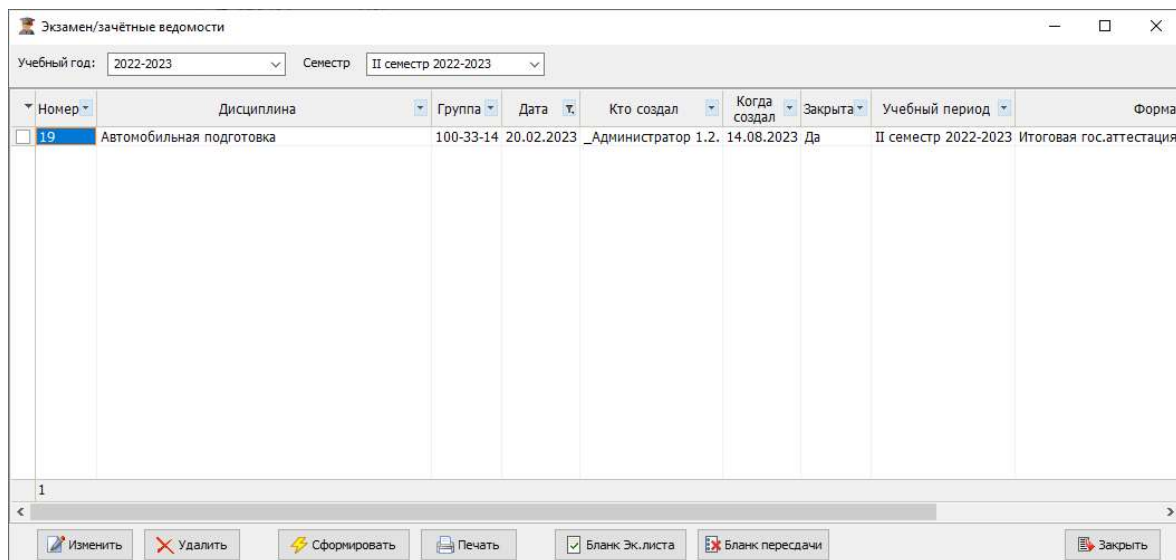 Экзамен/зачётные ведомости
Учебный год: 2022-2023 Семестр II семестр 2022-2023
Номер Дисциплина Группа Дата Кто создал Когда создал Закрыта Учебный период Форма
19 Автомобильная подготовка 100-33-14 20.02.2023 _Администратор 1.2. 14.08.2023 Да II семестр 2022-2023 Итоговая гос.аттестация
1
Изменить Удалить Сформировать Печать Бланк Эк.листа Бланк пересдачи Закрыть